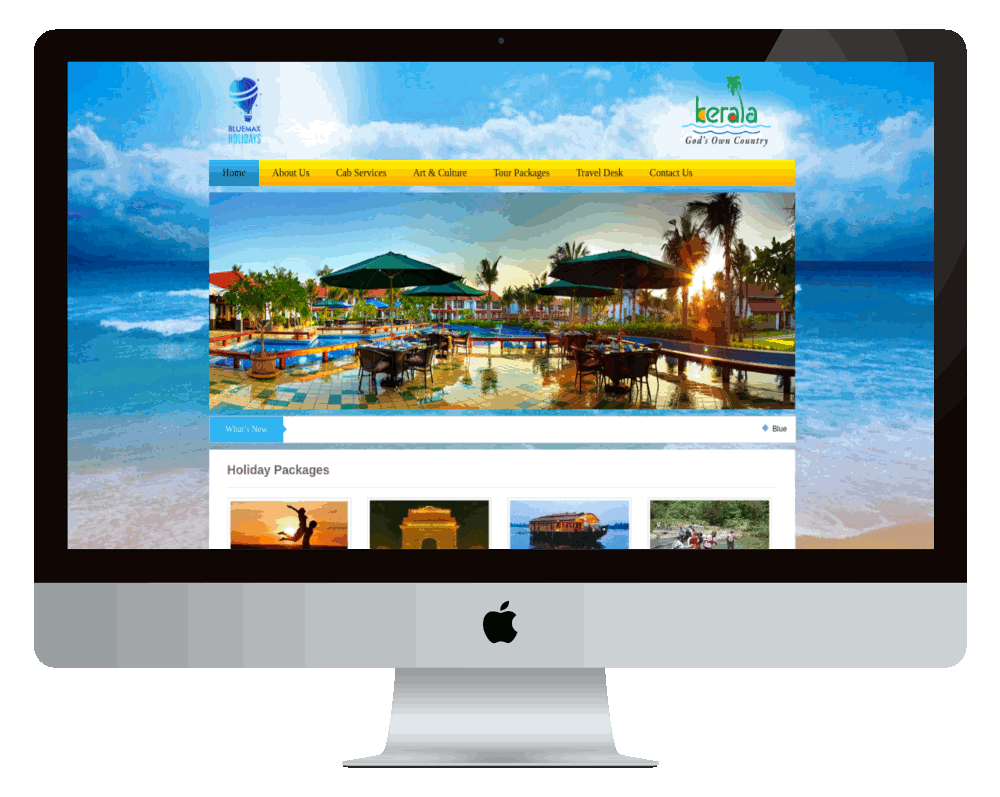 BLUEMAX
HOLIDAYS
kerala
God's Own Country
Home About Us Cab Services Art & Culture Tour Packages Travel Desk Contact Us
What's New
Blue
Holiday Packages